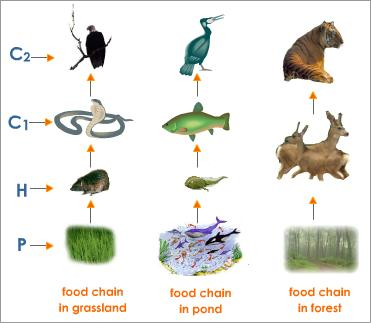 C2
C1
H
P
food chain
in grassland
food chain
in pond
food chain
in forest